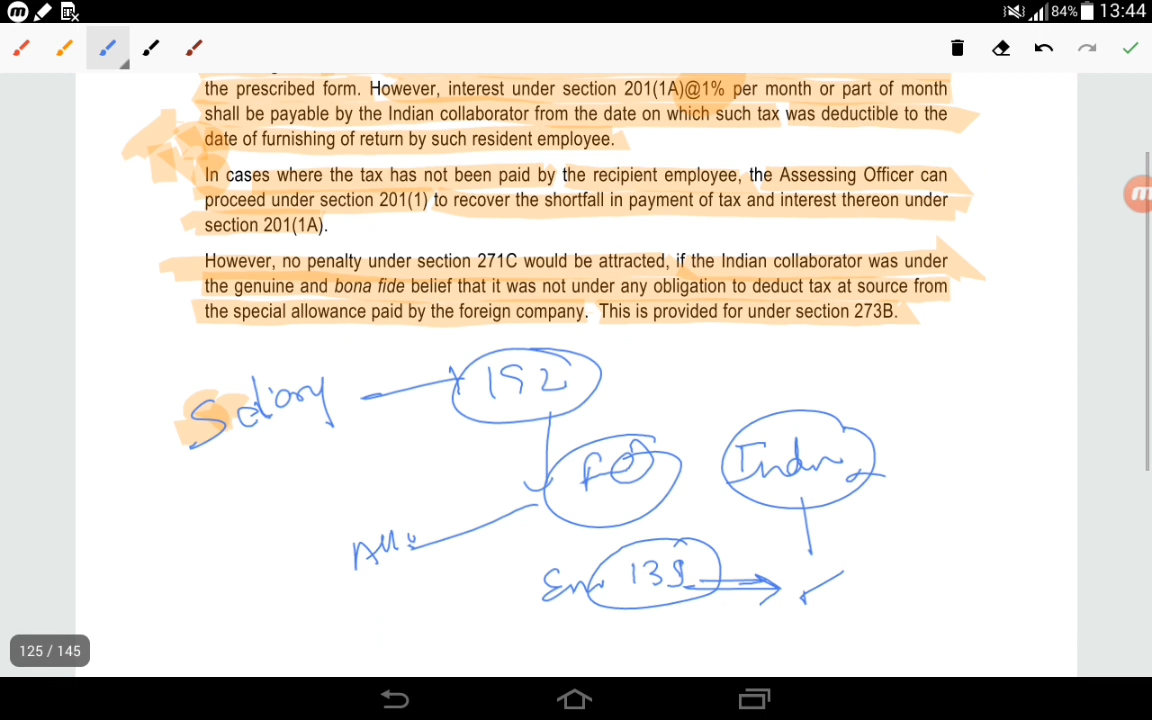 84% 13:44
the prescribed form. However, interest under section 201(1A)@1% per month or part of month
shall be payable by the Indian collaborator from the date on which such tax was deductible to the
date of furnishing of return by such resident employee.
In cases where the tax has not been paid by the recipient employee, the Assessing Officer can
proceed under section 201(1) to recover the shortfall in payment of tax and interest thereon under
section 201(1A).
However, no penalty under section 271C would be attracted, if the Indian collaborator was under
the genuine and bona fide belief that it was not under any obligation to deduct tax at source from
the special allowance paid by the foreign company. This is provided for under section 273B.
Salary 192
India
139
125 / 145